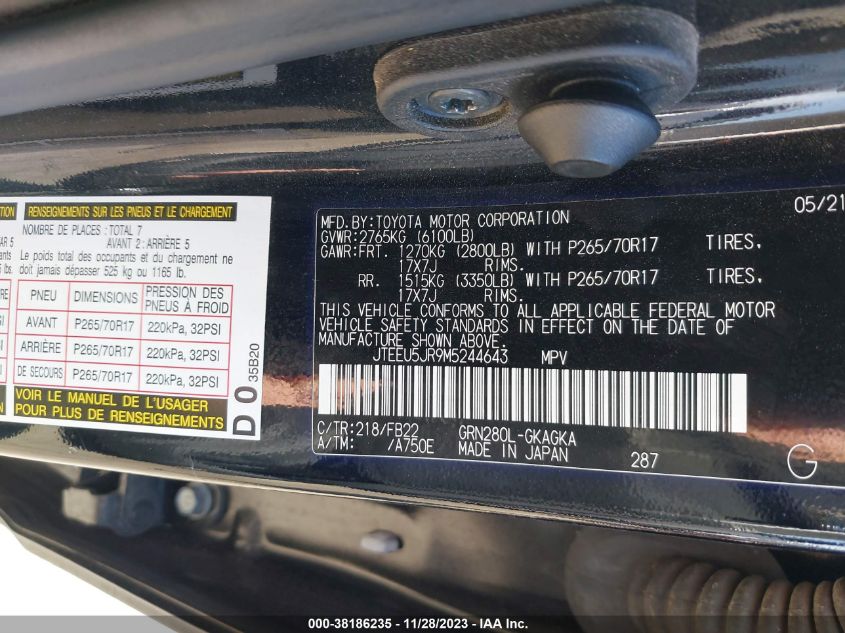 TION
AR 5
ants
5 lbs.
RENSEIGNEMENTS SUR LES PNEUS ET LE CHARGEMENT
NOMBRE DE PLACES : TOTAL 7
AVANT 2 : ARRIÈRE 5
Le poids total des occupants et du chargement ne
doit jamais dépasser 525 kg ou 1165 lb.
PNEU DIMENSIONS PRESSION DES
PNEUS À FROID
AVANT P265/70R17 220kPa, 32PSI
ARRIÈRE P265/70R17 220kPa, 32PSI
DE SECOURS P265/70R17 220kPa, 32PSI
VOIR LE MANUEL DE L'USAGER
POUR PLUS DE RENSEIGNEMENTS
D 0 35B20
MFD.BY:TOYOTA MOTOR CORPORATION 05/21
GVWR:2765KG (6100LB)
GAWR:FRT. 1270KG (2800LB) WITH P265/70R17 TIRES,
17X7J RIMS.
RR. 1515KG (3350LB) WITH P265/70R17 TIRES,
17X7J RIMS.
THIS VEHICLE CONFORMS TO ALL APPLICABLE FEDERAL MOTOR
VEHICLE SAFETY STANDARDS IN EFFECT ON THE DATE OF
MANUFACTURE SHOWN ABOVE.
JTEEU5JR9M5244643 MPV
C/TR:218/FB22 GRN280L-GKAGKA
A/TM: /A750E MADE IN JAPAN 287 G
000-38186235 - 11/28/2023 - IAA Inc.